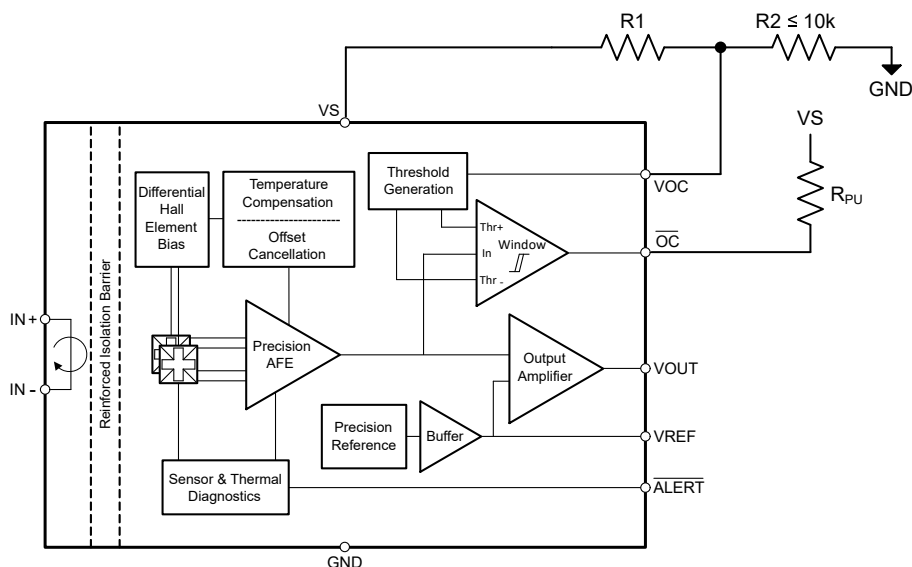 R1
R2 ≤ 10k
GND
VS
VS
R_PU
Reinforced Isolation Barrier
Differential
Hall
Element
Bias
Temperature
Compensation
Offset
Cancellation
Threshold
Generation
VOC
Thr+
In
Thr -
Window
OC
IN+
IN-
Precision
AFE
Output
Amplifier
VOUT
Precision
Reference
Buffer
VREF
Sensor & Thermal
Diagnostics
ALERT
GND